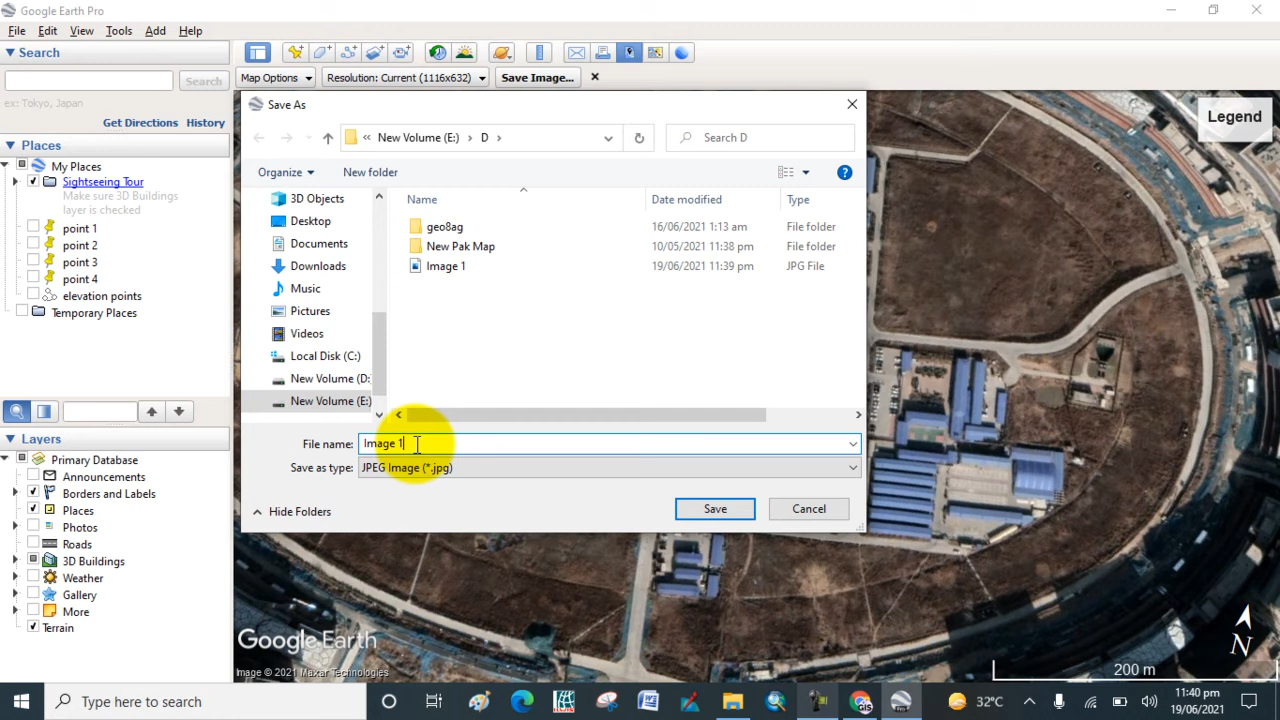 Google Earth Pro
File Edit View Tools Add Help
Search
Search
ex: Tokyo, Japan
Get Directions History
Map Options Resolution: Current (1116x632) Save Image...
Places
My Places
Sightseeing Tour
Make sure 3D Buildings
layer is checked
point 1
point 2
point 3
point 4
elevation points
Temporary Places
Layers
Primary Database
Announcements
Borders and Labels
Places
Photos
Roads
3D Buildings
Weather
Gallery
More
Terrain
Save As
« New Volume (E:) › D ›
Search D
Organize New folder
3D Objects
Desktop
Documents
Downloads
Music
Pictures
Videos
Local Disk (C:)
New Volume (D:
New Volume (E:)
Name Date modified Type
geo8ag 16/06/2021 1:13 am File folder
New Pak Map 10/05/2021 11:38 pm File folder
Image 1 19/06/2021 11:39 pm JPG File
File name: Image 1
Save as type: JPEG Image (*.jpg)
Hide Folders Save Cancel
Legend
N
200 m
Google Earth
Image © 2021 Maxar Technologies
Type here to search
32°C
11:40 pm
19/06/2021